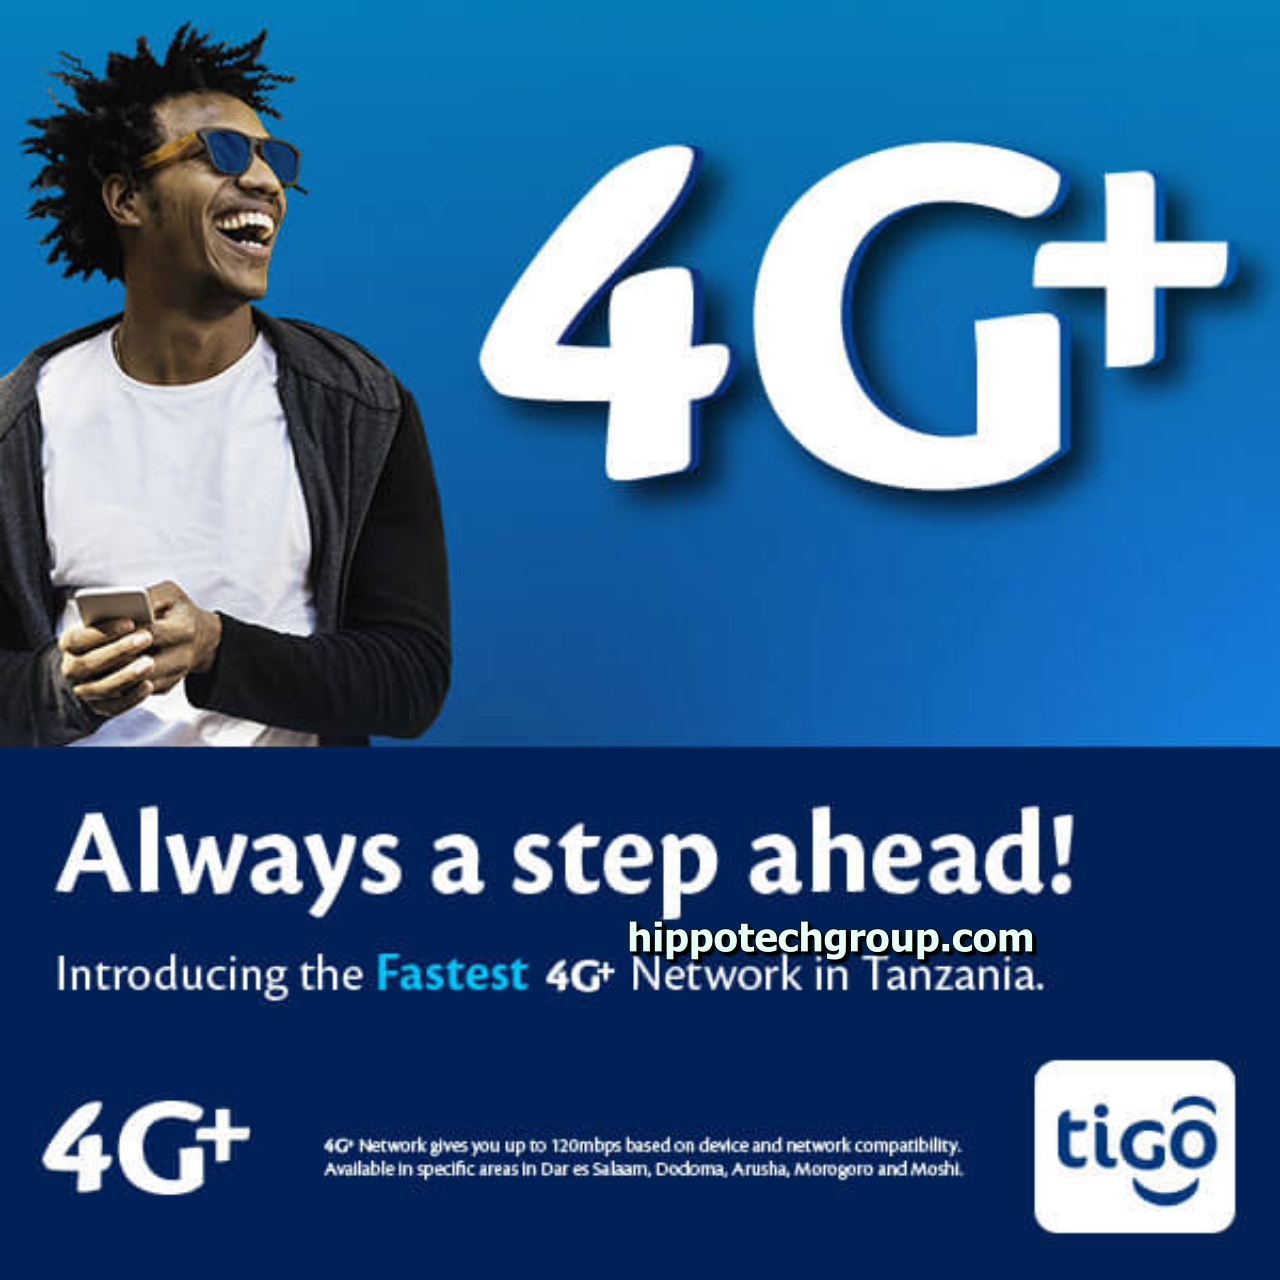 4G+
Always a step ahead!
hippotechgroup.com
Introducing the Fastest 4G+ Network in Tanzania.
4G+
4G+ Network gives you up to 120mbps based on device and network compatibility.
Available in specific areas in Dar es Salaam, Dodoma, Arusha, Morogoro and Moshi.
tigo